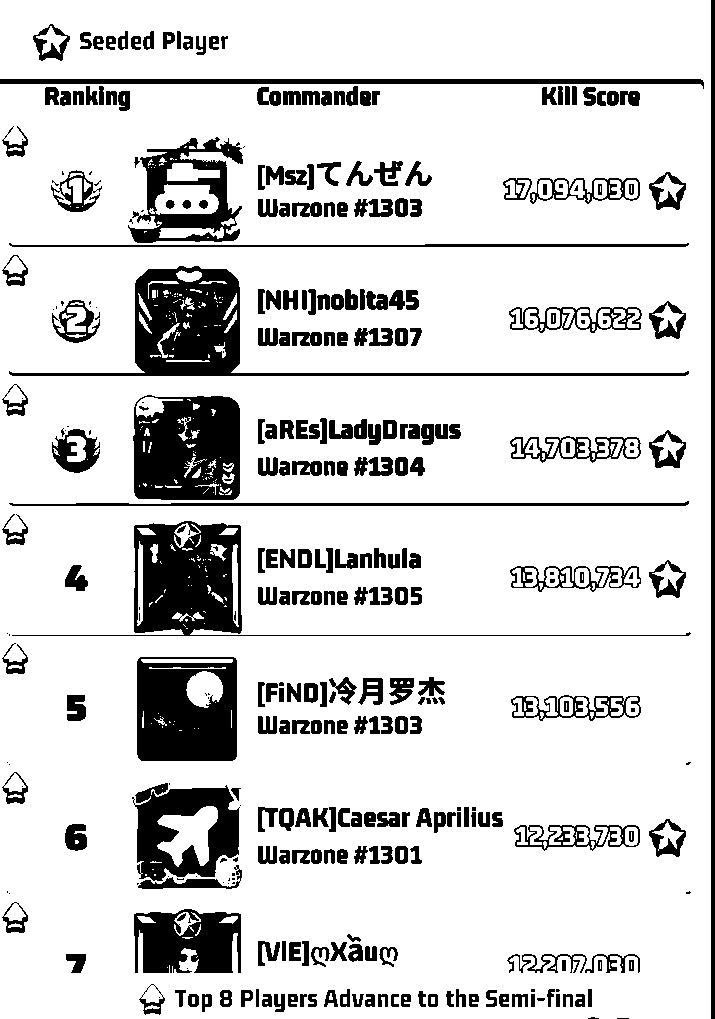 Seeded Player
Ranking Commander Kill Score
1 [Msz]てんぜん 17,094,030
Warzone #1303
2 [NHI]nobita45 16,076,622
Warzone #1307
3 [aREs]LadyDragus 14,703,378
Warzone #1304
4 [ENDL]Lanhula 13,810,734
Warzone #1305
5 [FiND]冷月罗杰 13,103,556
Warzone #1303
6 [TQAK]Caesar Aprilius 12,233,730
Warzone #1301
7 [VIE]ღXầuღ 12,207,030
Top 8 Players Advance to the Semi-final